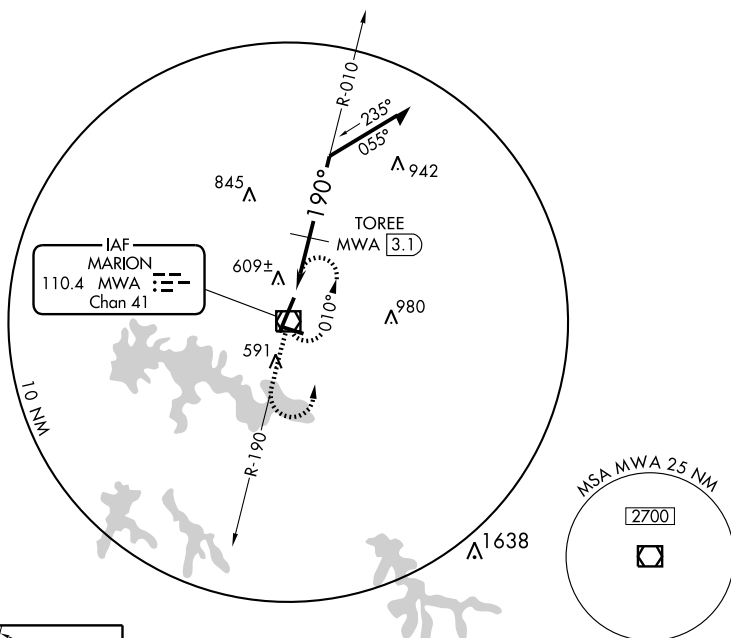 R-010
235°
055°
942
845
190°
TOREE
MWA 3.1
IAF
MARION
110.4 MWA
Chan 41
609±
010°
980
591
10 NM
R-190
MSA MWA 25 NM
2700
1638